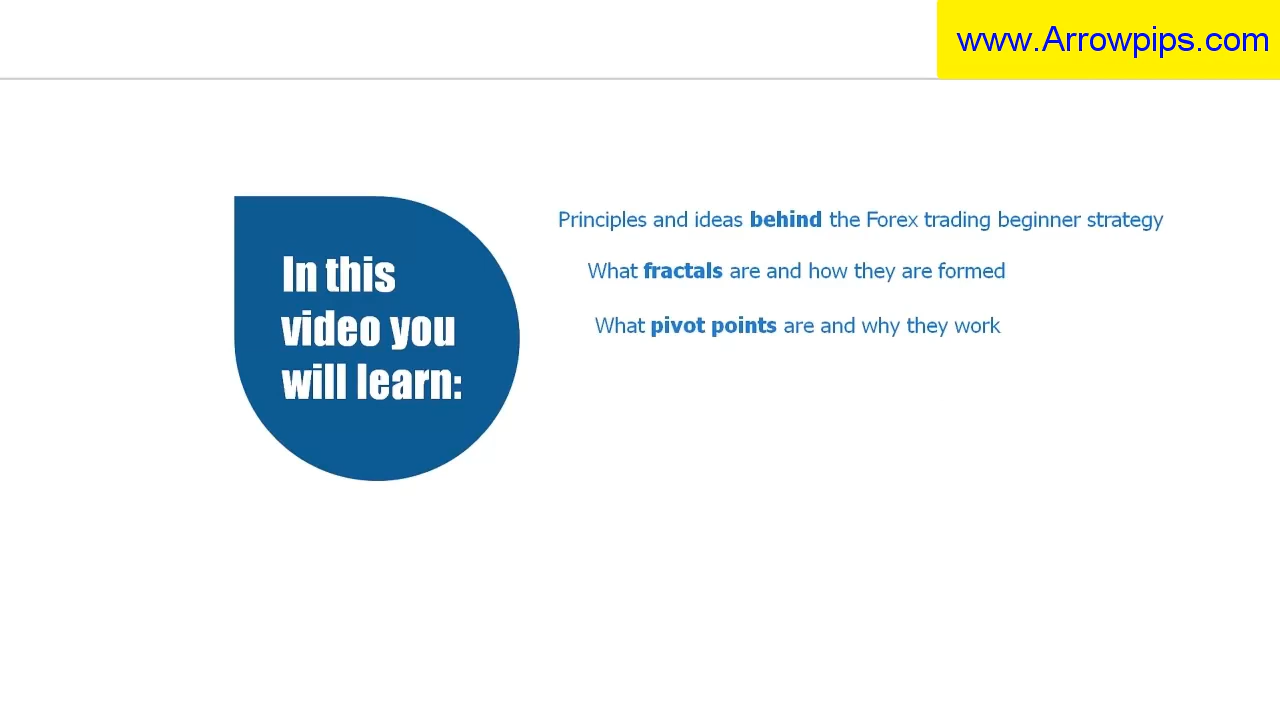 www.Arrowpips.com
In this
video you
will learn:
Principles and ideas behind the Forex trading beginner strategy
What fractals are and how they are formed
What pivot points are and why they work